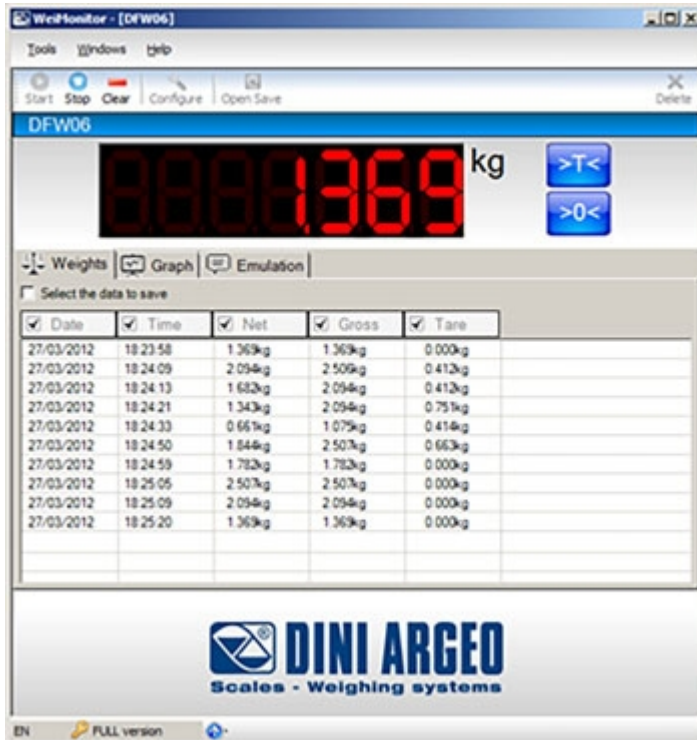 WeiMonitor - [DFW06]
Tools Windows Help
Start Stop Clear Configure Open Save Delete
DFW06
1.369 kg >T<
>0<
Weights Graph Emulation
Select the data to save
Date Time Net Gross Tare
27/03/2012 18:23:58 1.369kg 1.369kg 0.000kg
27/03/2012 18:24:09 2.094kg 2.506kg 0.412kg
27/03/2012 18:24:13 1.682kg 2.094kg 0.412kg
27/03/2012 18:24:21 1.343kg 2.094kg 0.751kg
27/03/2012 18:24:33 0.661kg 1.075kg 0.414kg
27/03/2012 18:24:50 1.844kg 2.507kg 0.663kg
27/03/2012 18:24:59 1.782kg 1.782kg 0.000kg
27/03/2012 18:25:05 2.507kg 2.507kg 0.000kg
27/03/2012 18:25:09 2.094kg 2.094kg 0.000kg
27/03/2012 18:25:20 1.369kg 1.369kg 0.000kg
DINI ARGEO
Scales - Weighing systems
EN FULL version